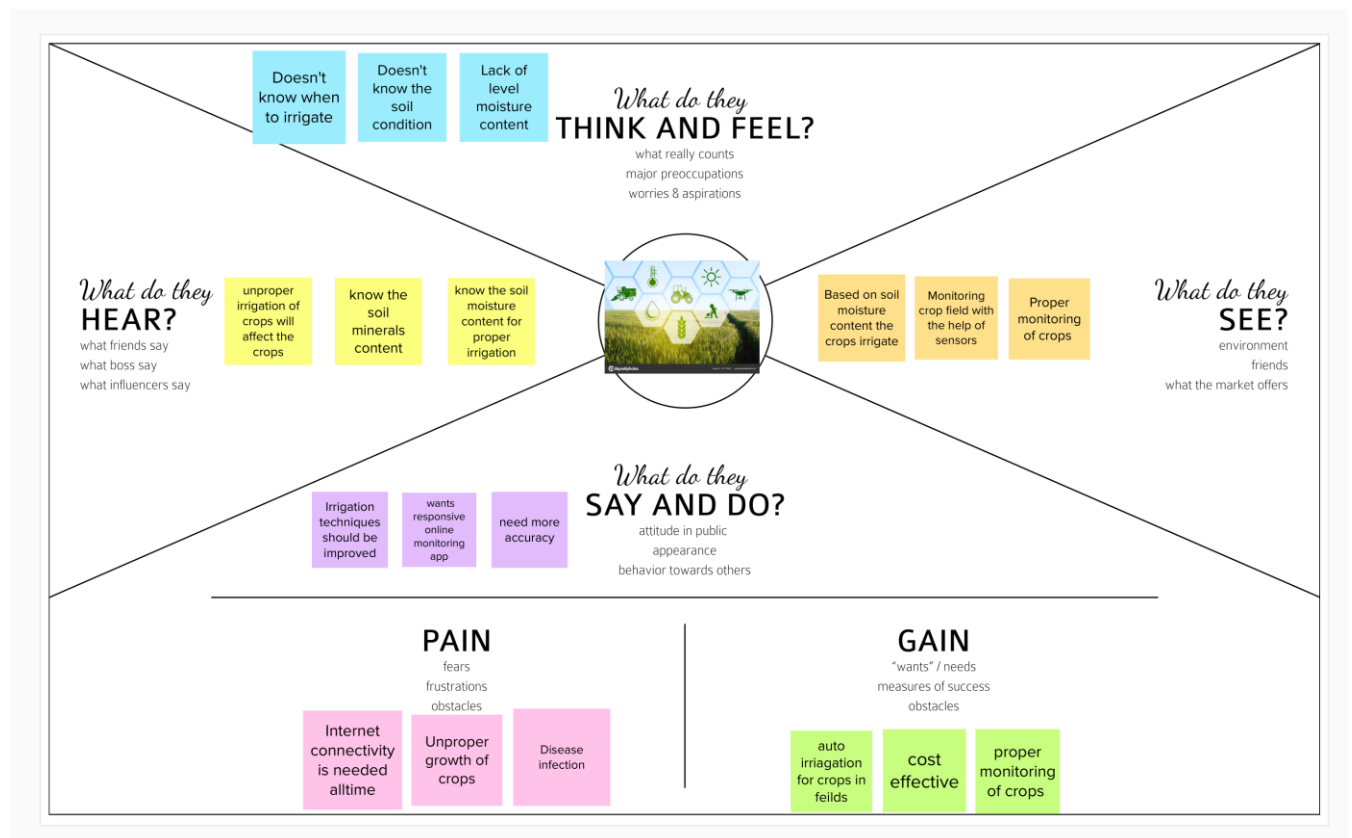 Doesn't
know when
to irrigate
Doesn't
know the
soil
condition
Lack of
level
moisture
content
What do they
THINK AND FEEL?
what really counts
major preoccupations
worries & aspirations
What do they
HEAR?
what friends say
what boss say
what influencers say
unproper
irrigation of
crops will
affect the
crops
know the
soil
minerals
content
know the soil
moisture
content for
proper
irrigation
Based on soil
moisture
content the
crops irrigate
Monitoring
crop field with
the help of
sensors
Proper
monitoring
of crops
What do they
SEE?
environment
friends
what the market offers
What do they
SAY AND DO?
attitude in public
appearance
behavior towards others
Irrigation
techniques
should be
improved
wants
responsive
online
monitoring
app
need more
accuracy
PAIN
fears
frustrations
obstacles
Internet
connectivity
is needed
alltime
Unproper
growth of
crops
Disease
infection
GAIN
"wants" / needs
measures of success
obstacles
auto
irriagation
for crops in
feilds
cost
effective
proper
monitoring
of crops